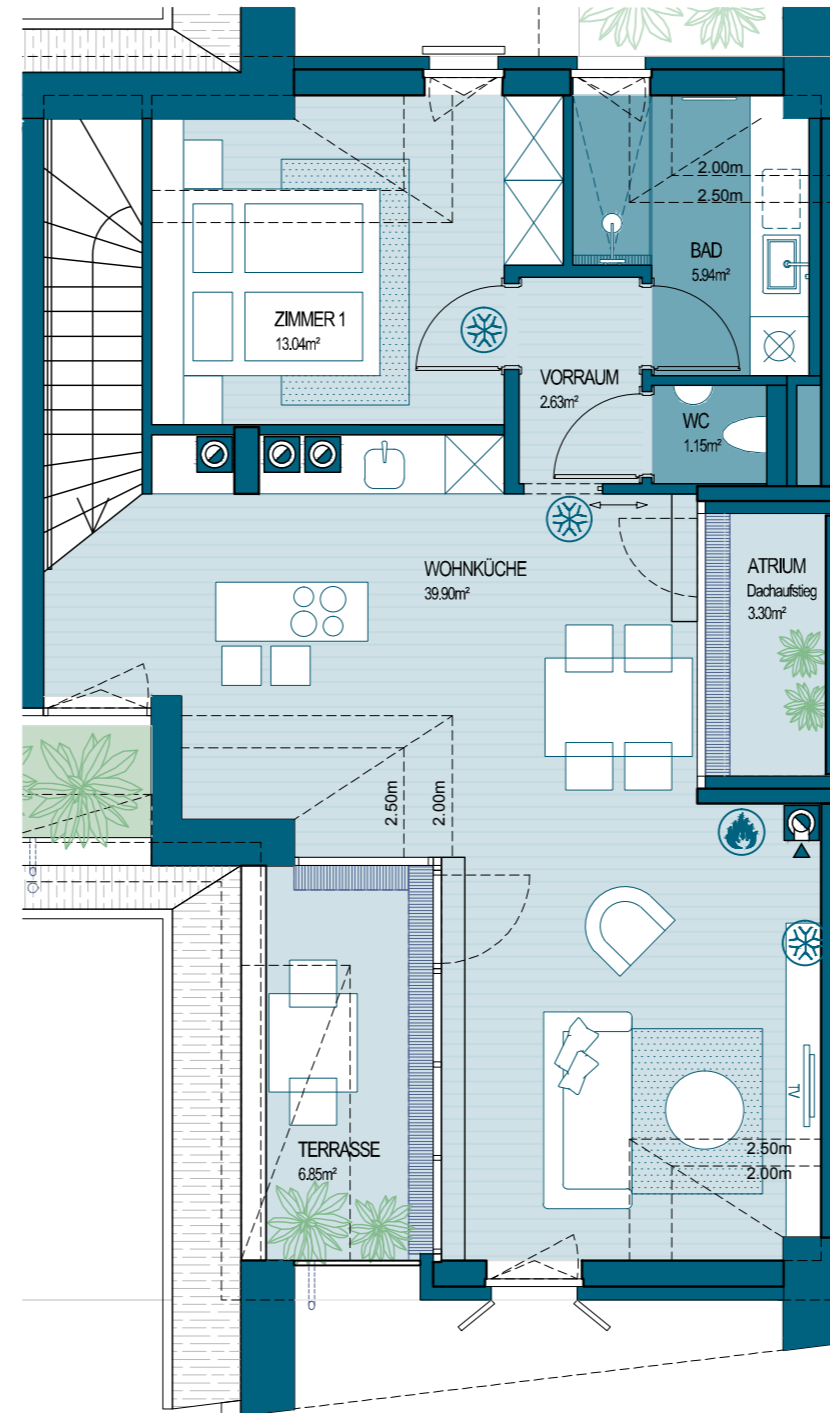 2.00m
2.50m
BAD
5.94m²
ZIMMER 1
13.04m²
VORRAUM
2.63m²
WC
1.15m²
WOHNKÜCHE
39.90m²
ATRIUM
Dachaufstieg
3.30m²
2.50m
2.00m
TV
TERRASSE
6.85m²
2.50m
2.00m